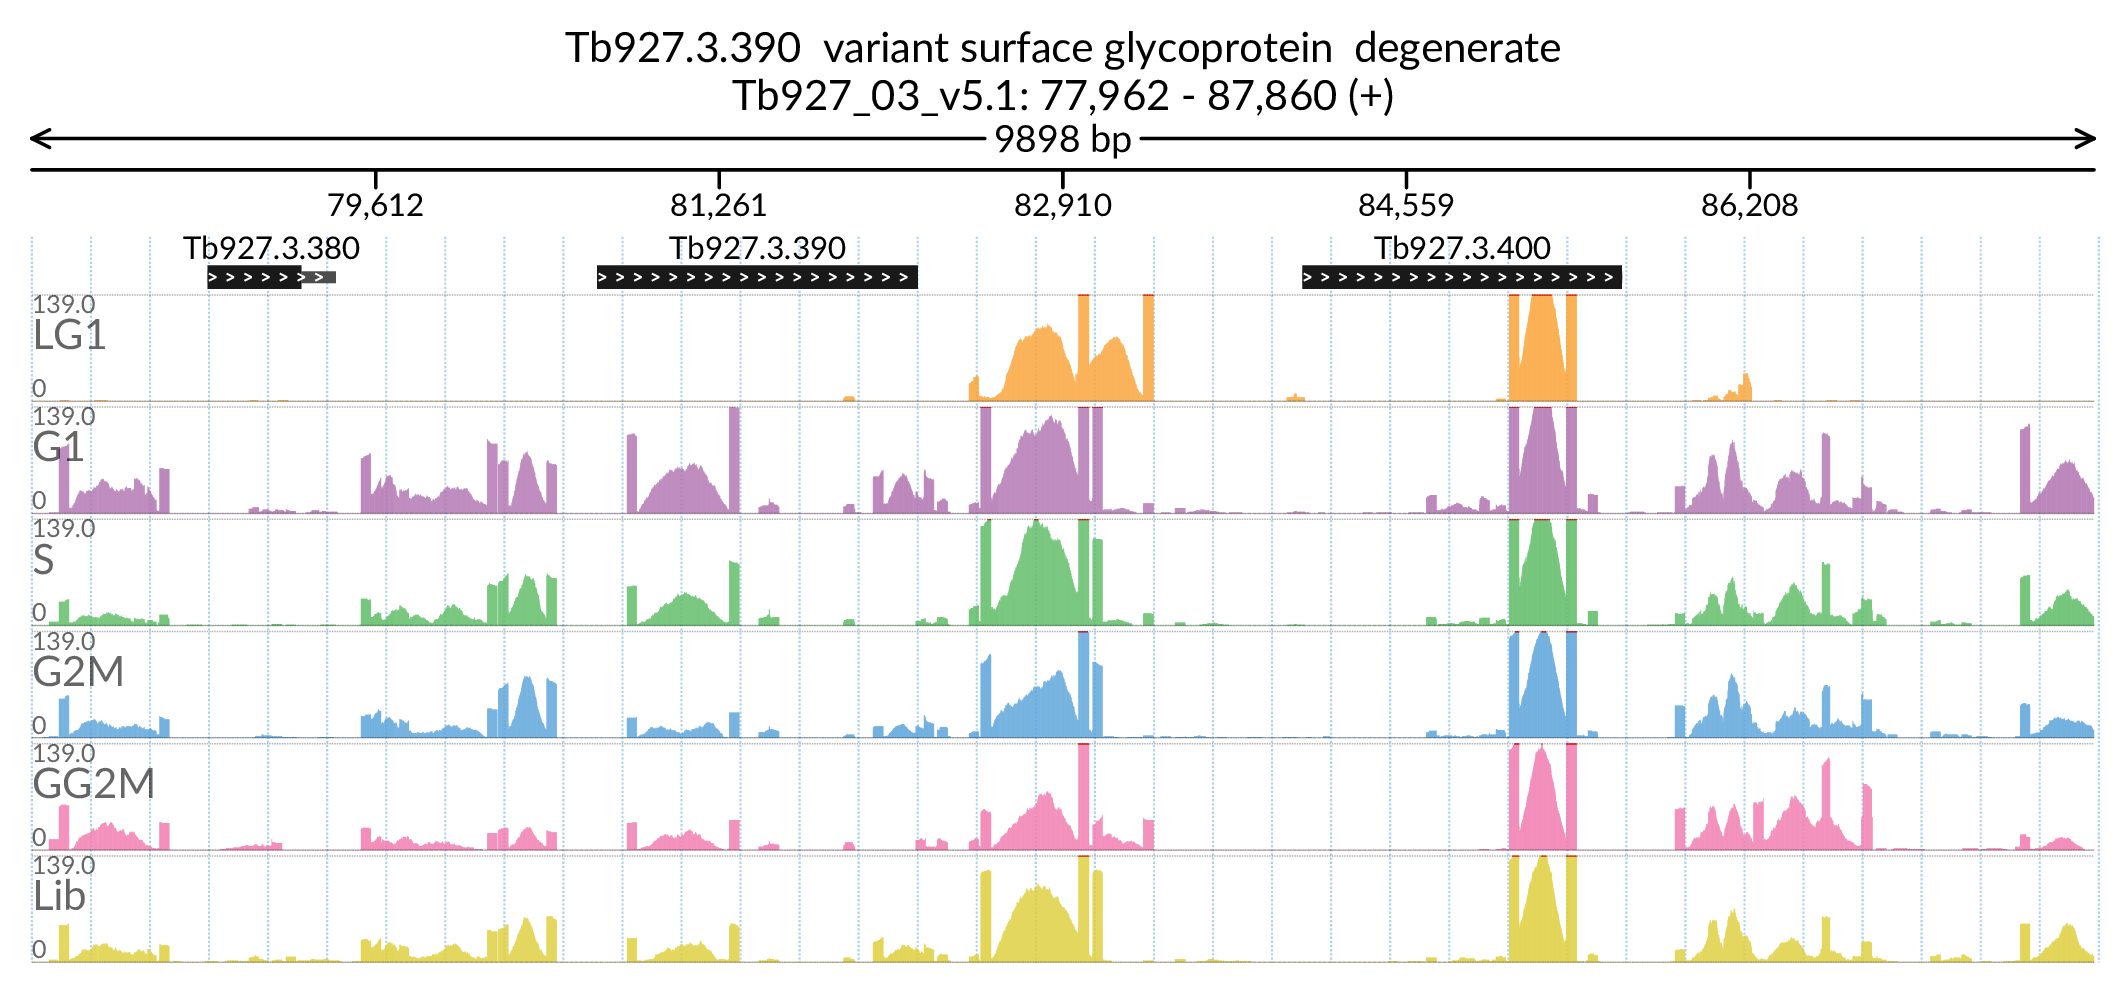 Tb927.3.390  variant surface glycoprotein  degenerate
Tb927_03_v5.1: 77,962 - 87,860 (+)
9898 bp
79,612 81,261 82,910 84,559 86,208
Tb927.3.380 Tb927.3.390 Tb927.3.400
139.0
LG1
0
139.0
G1
0
139.0
S
0
139.0
G2M
0
139.0
GG2M
0
139.0
Lib
0